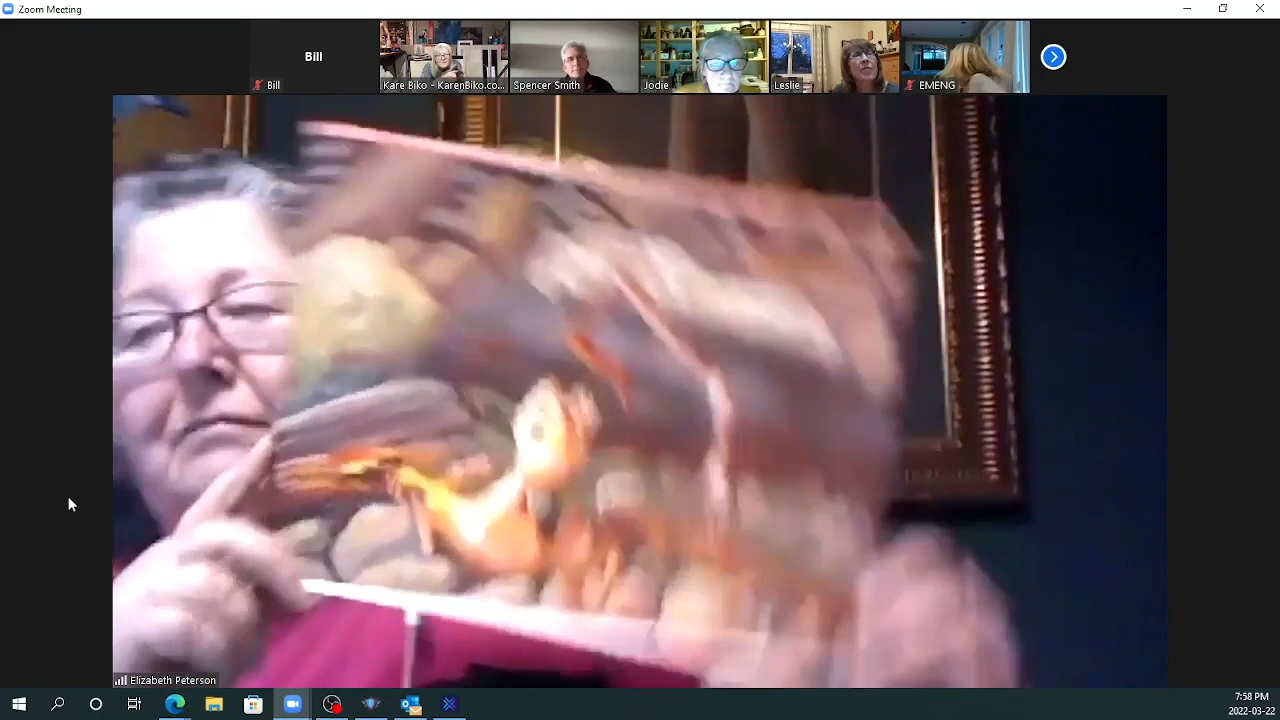 Zoom Meeting
Bill
Bill
Kare Biko - KarenBiko.co...
Spencer Smith
Jodie
Leslie
EMENG
Elizabeth Peterson
7:58 PM
2022-03-22